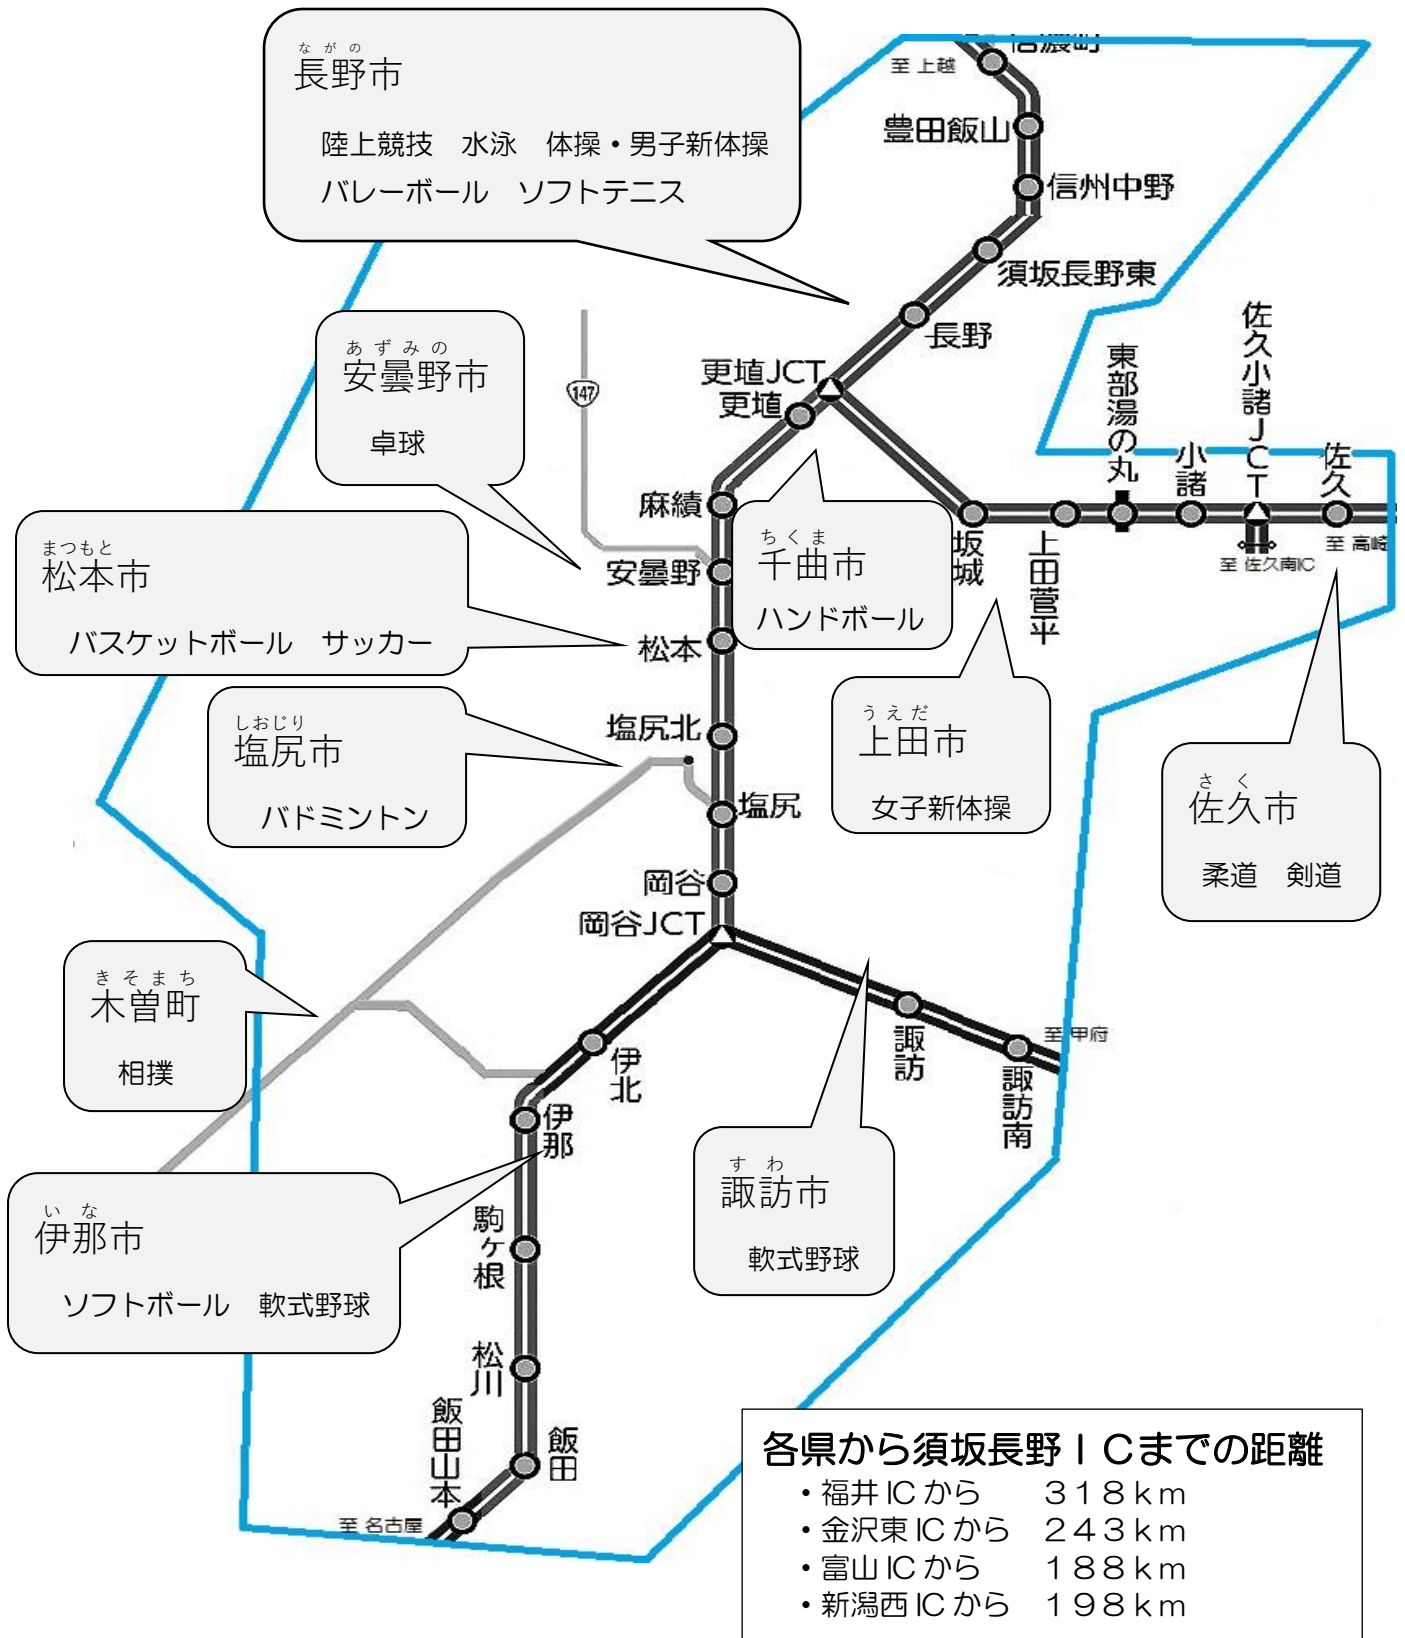 ながの
長野市
陸上競技　水泳　体操・男子新体操
バレーボール　ソフトテニス
信濃町
至 上越
豊田飯山
信州中野
須坂長野東
長野
更埴JCT
更埴
あずみの
安曇野市
卓球
147
佐久小諸JCT
東部湯の丸
小諸
佐久
麻績
安曇野
ちくま
千曲市
ハンドボール
坂城
上田菅平
至 佐久南IC
至 高崎
まつもと
松本市
バスケットボール　サッカー
松本
しおじり
塩尻市
バドミントン
塩尻北
塩尻
うえだ
上田市
女子新体操
さく
佐久市
柔道　剣道
岡谷
岡谷JCT
きそまち
木曽町
相撲
伊北
諏訪
至 甲府
諏訪南
伊那
いな
伊那市
ソフトボール　軟式野球
すわ
諏訪市
軟式野球
駒ヶ根
松川
飯田山本
飯田
至 名古屋
各県から須坂長野ＩＣまでの距離
・福井ICから　３１８ｋｍ
・金沢東ICから　２４３ｋｍ
・富山ICから　１８８ｋｍ
・新潟西ICから　１９８ｋｍ